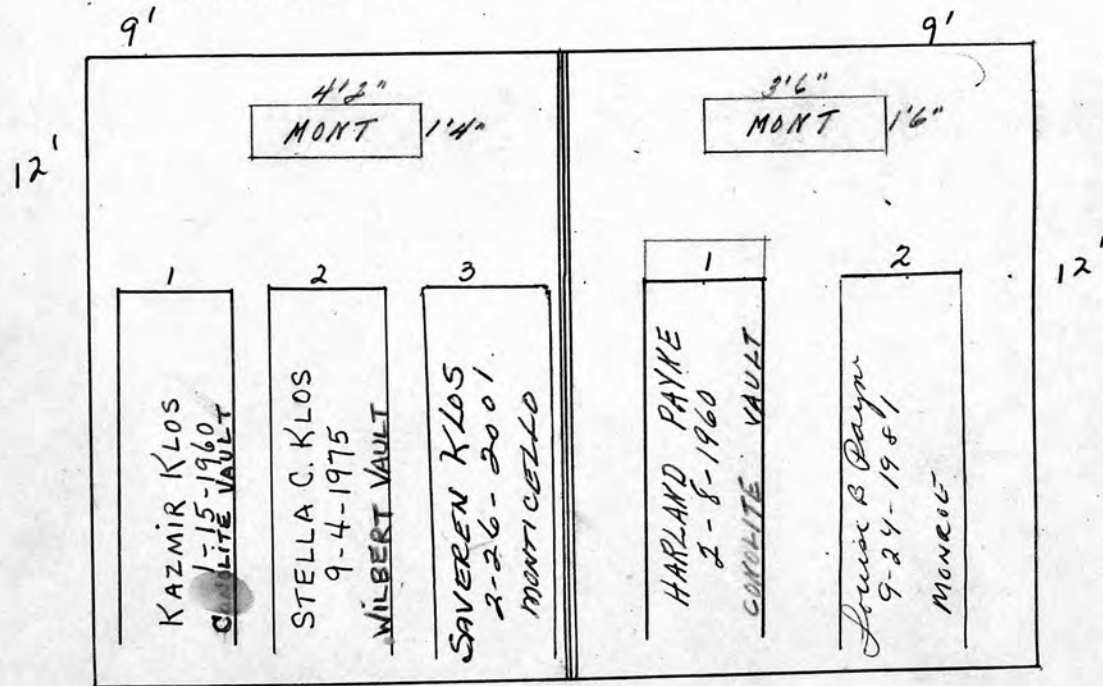 9'
9'
12'
4'2"
MONT
1'4"
3'6"
MONT
1'6"
12'
1
KAZMIR KLOS
1-15-1960
VAULT
2
STELLA C. KLOS
9-4-1975
WILBERT VAULT
3
SAVEREN KLOS
2-26-2001
MONTICELLO
1
HARLAND PAYNE
2-8-1960
VAULT
2
Louise B Payne
9-24-1981
MONROE